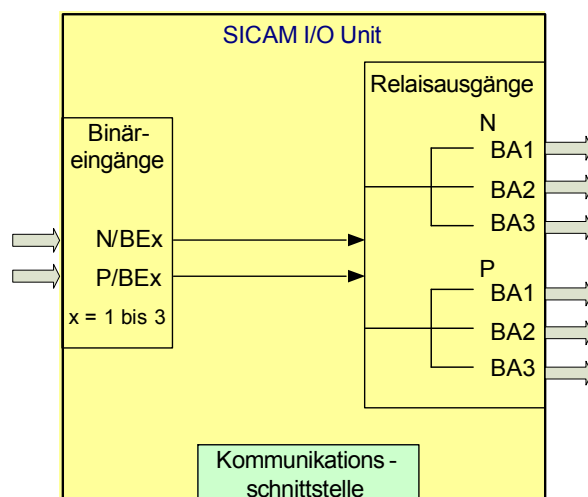 SICAM I/O Unit
Binär-
eingänge
N/BEx
P/BEx
x = 1 bis 3
Relaisausgänge
N
BA1
BA2
BA3
P
BA1
BA2
BA3
Kommunikations -
schnittstelle